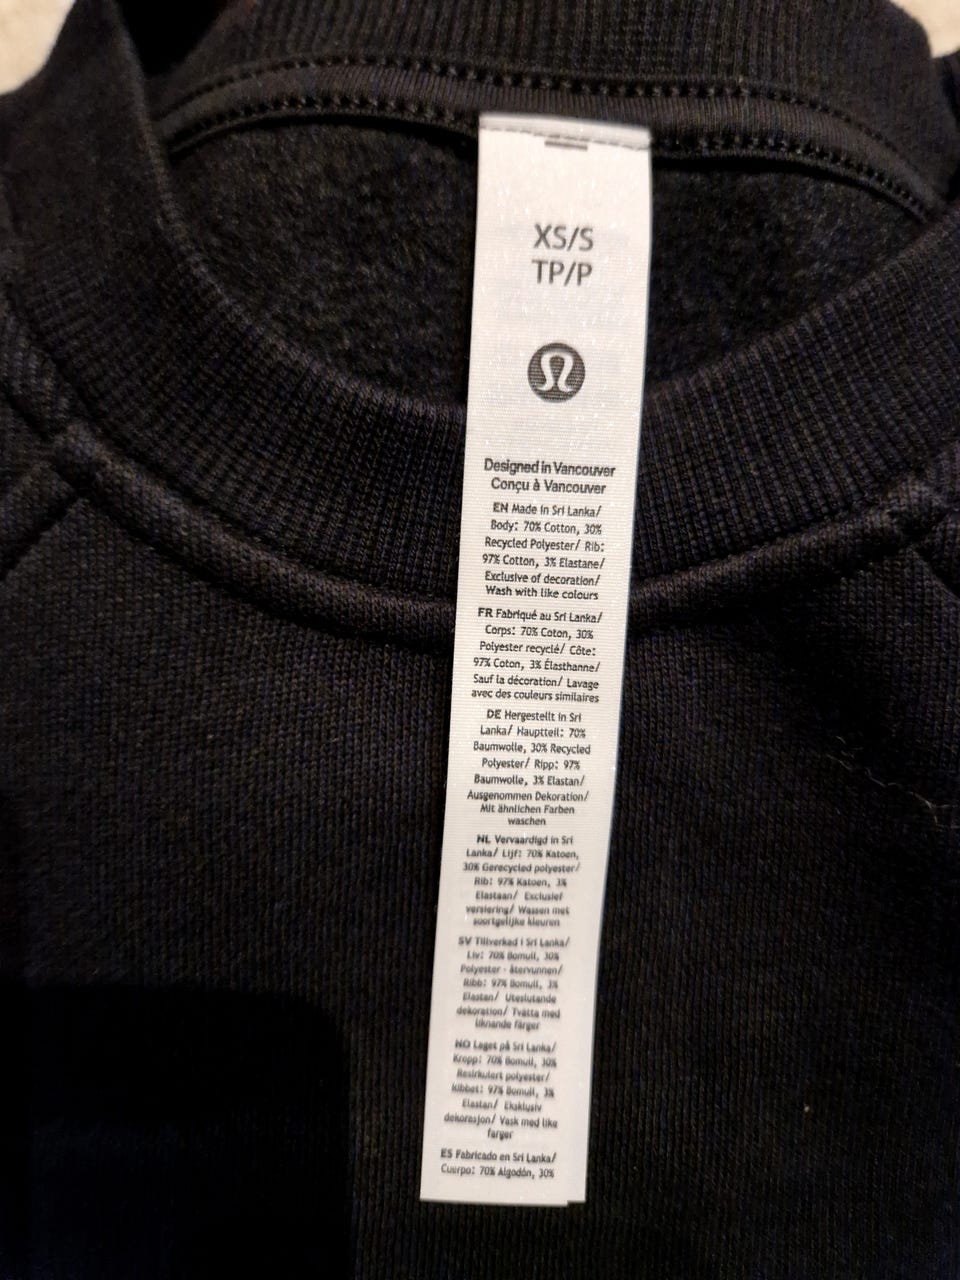 XS/S
TP/P
Designed in Vancouver
Conçu à Vancouver
EN Made in Sri Lanka/
Body: 70% Cotton, 30%
Recycled Polyester/ Rib:
97% Cotton, 3% Elastane/
Exclusive of decoration/
Wash with like colours
FR Fabriqué au Sri Lanka/
Corps: 70% Coton, 30%
Polyester recyclé/ Côte:
97% Coton, 3% Élasthanne/
Sauf la décoration/ Lavage
avec des couleurs similaires
DE Hergestellt in Sri
Lanka/ Hauptteil: 70%
Baumwolle, 30% Recycled
Polyester/ Ripp: 97%
Baumwolle, 3% Elastan/
Ausgenommen Dekoration/
Mit ähnlichen Farben
waschen
NL Vervaardigd in Sri
Lanka/ Lijf: 70% Katoen,
30% Gerecycled polyester/
Rib: 97% Katoen, 3%
Elastaan/ Exclusief
versiering/ Wassen met
soortgelijke kleuren
SV Tillverkad i Sri Lanka/
Liv: 70% Bomull, 30%
Polyester - återvunnen/
Ribb: 97% Bomull, 3%
Elastan/ Uteslutande
dekoration/ Tvätta med
liknande färger
NO Laget på Sri Lanka/
Kropp: 70% Bomull, 30%
Resirkulert polyester/
Ribbet: 97% Bomull, 3%
Elastan/ Eksklusiv
dekorasjon/ Vask med like
farger
ES Fabricado en Sri Lanka/
Cuerpo: 70% Algodón, 30%